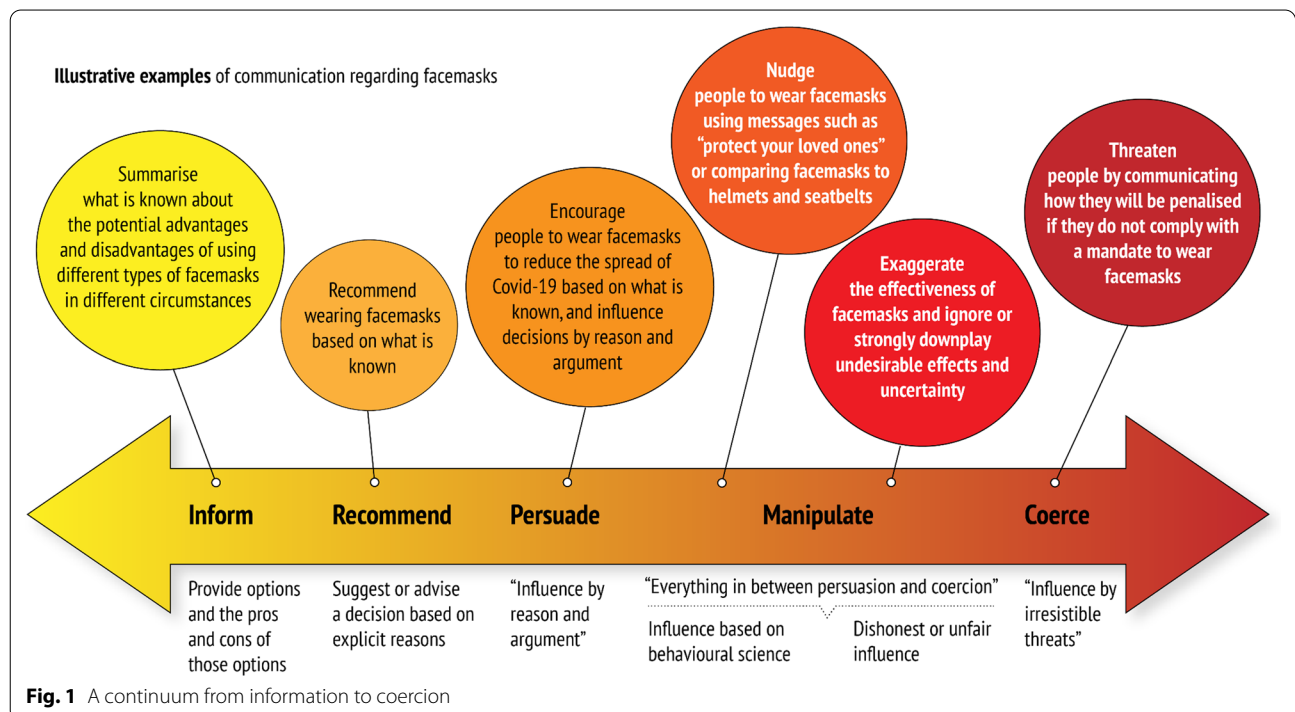 Illustrative examples of communication regarding facemasks
Summarise
what is known about
the potential advantages
and disadvantages of using
different types of facemasks
in different circumstances
Recommend
wearing facemasks
based on what is
known
Encourage
people to wear facemasks
to reduce the spread of
Covid-19 based on what is
known, and influence
decisions by reason and
argument
Nudge
people to wear facemasks
using messages such as
“protect your loved ones”
or comparing facemasks to
helmets and seatbelts
Exaggerate
the effectiveness of
facemasks and ignore or
strongly downplay
undesirable effects and
uncertainty
Threaten
people by communicating
how they will be penalised
if they do not comply with
a mandate to wear
facemasks
Inform
Recommend
Persuade
Manipulate
Coerce
Provide options
and the pros
and cons of
those options
Suggest or advise
a decision based on
explicit reasons
“Influence by
reason and
argument”
“Everything in between persuasion and coercion”
Influence based on
behavioural science
Dishonest or unfair
influence
“Influence by
irresistible
threats”
Fig. 1 A continuum from information to coercion